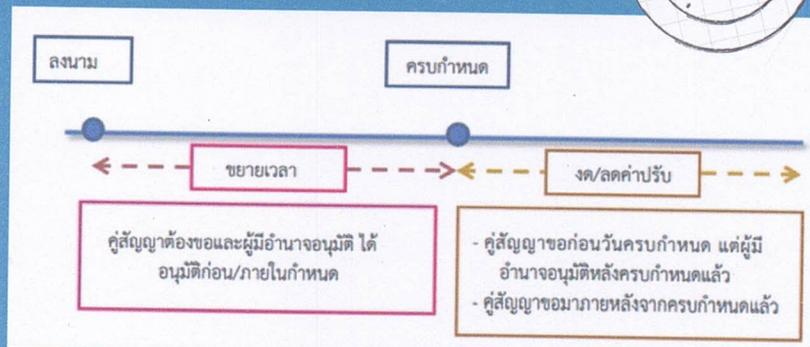 ลงนาม
ครบกำหนด
ขยายเวลา
งด/ลดค่าปรับ
คู่สัญญาต้องขอและผู้มีอำนาจอนุมัติ ได้
อนุมัติก่อน/ภายในกำหนด
- คู่สัญญาขอก่อนวันครบกำหนด แต่ผู้มี
อำนาจอนุมัติหลังครบกำหนดแล้ว
- คู่สัญญาขอมาภายหลังจากครบกำหนดแล้ว